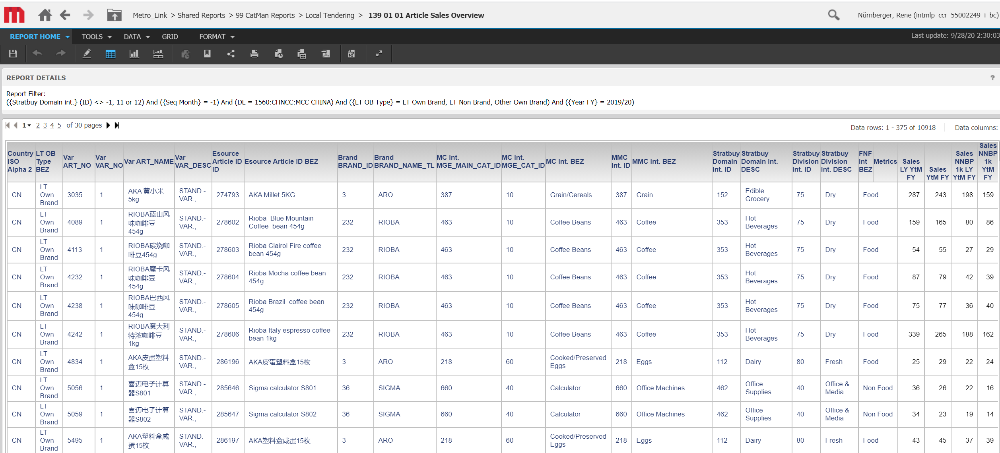 Metro_Link > Shared Reports > 99 CatMan Reports > Local Tendering > 139 01 01 Article Sales Overview
Nürnberger, Rene (intmlp_ccr_55002249_i_bc)
REPORT HOME TOOLS DATA GRID FORMAT
Last update: 9/28/20 2:30:03
REPORT DETAILS ?
Report Filter:
({Stratbuy Domain int.} (ID) <> -1, 11 or 12) And ({Seq Month} = -1) And (DL = 1560:CHNCC:MCC CHINA) And ({LT OB Type} = LT Own Brand, LT Non Brand, Other Own Brand) And ({Year FY} = 2019/20)
1 2 3 4 5 of 30 pages
Data rows: 1 - 375 of 10918 | Data columns:
Country ISO Alpha 2 LT OB Type BEZ Var ART_NO Var VAR_NO Var ART_NAME Var VAR_DESC Esource Article ID ID Esource Article ID BEZ Brand BRAND_ID Brand BRAND_NAME_TL MC int. MGE_MAIN_CAT_ID MC int. MGE_CAT_ID MC int. BEZ MMC int. ID MMC int. BEZ Stratbuy Domain int. ID Stratbuy Domain int. DESC Stratbuy Division int. ID Stratbuy Division int. DESC FNF int BEZ Metrics Sales LY YtM FY Sales YtM FY Sales NNBP 1k LY YtM FY Sales NNBP 1k YtM FY
CN LT Own Brand 3035 1 AKA 黄小米 5kg STAND.-VAR., 274793 AKA Millet 5KG 3 ARO 387 10 Grain/Cereals 387 Grain 152 Edible Grocery 75 Dry Food 287 243 198 159
CN LT Own Brand 4089 1 RIOBA蓝山风味咖啡豆454g STAND.-VAR., 278602 Rioba  Blue Mountain Coffee  bean 454g 232 RIOBA 463 10 Coffee Beans 463 Coffee 353 Hot Beverages 75 Dry Food 159 165 80 86
CN LT Own Brand 4113 1 RIOBA碳烧咖啡豆454g STAND.-VAR., 278603 Rioba Clairol Fire coffee bean 454g 232 RIOBA 463 10 Coffee Beans 463 Coffee 353 Hot Beverages 75 Dry Food 54 55 27 29
CN LT Own Brand 4232 1 RIOBA摩卡风味咖啡豆454g STAND.-VAR., 278604 Rioba Mocha coffee bean 454g 232 RIOBA 463 10 Coffee Beans 463 Coffee 353 Hot Beverages 75 Dry Food 87 79 42 39
CN LT Own Brand 4238 1 RIOBA巴西风味咖啡豆454g STAND.-VAR., 278605 Rioba Brazil  coffee bean 454g 232 RIOBA 463 10 Coffee Beans 463 Coffee 353 Hot Beverages 75 Dry Food 75 77 36 40
CN LT Own Brand 4242 1 RIOBA意大利特浓咖啡豆1kg STAND.-VAR., 278606 Rioba Italy espresso coffee bean 1kg 232 RIOBA 463 10 Coffee Beans 463 Coffee 353 Hot Beverages 75 Dry Food 339 265 188 162
CN LT Own Brand 4834 1 AKA皮蛋塑料盒15枚 STAND.-VAR., 286196 AKA皮蛋塑料盒15枚 3 ARO 218 60 Cooked/Preserved Eggs 218 Eggs 112 Dairy 80 Fresh Food 25 29 22 24
CN LT Own Brand 5056 1 喜迈电子计算器S801 STAND.-VAR., 285646 Sigma calculator S801 36 SIGMA 660 40 Calculator 660 Office Machines 462 Office Supplies 40 Office & Media Non Food 36 26 22 16
CN LT Own Brand 5059 1 喜迈电子计算器S802 STAND.-VAR., 285647 Sigma calculator S802 36 SIGMA 660 40 Calculator 660 Office Machines 462 Office Supplies 40 Office & Media Non Food 34 23 19 14
CN LT Own Brand 5495 1 AKA塑料盒咸蛋15枚 STAND.-VAR., 286197 AKA塑料盒咸蛋15枚 3 ARO 218 60 Cooked/Preserved Eggs 218 Eggs 112 Dairy 80 Fresh Food 43 45 37 39